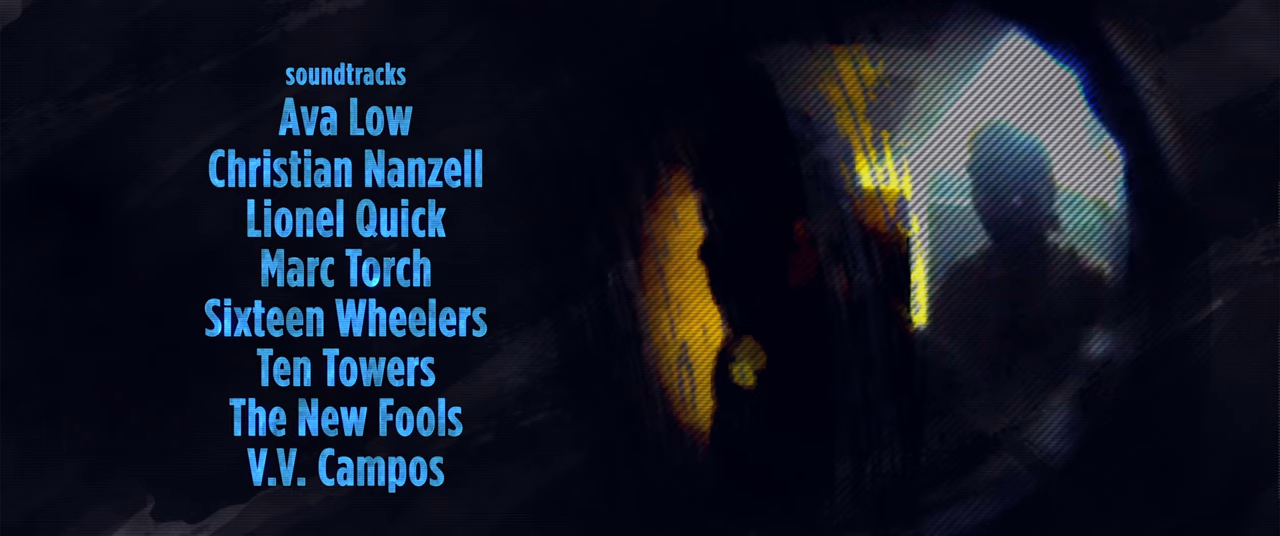 soundtracks
Ava Low
Christian Nanzell
Lionel Quick
Marc Torch
Sixteen Wheelers
Ten Towers
The New Fools
V.V. Campos